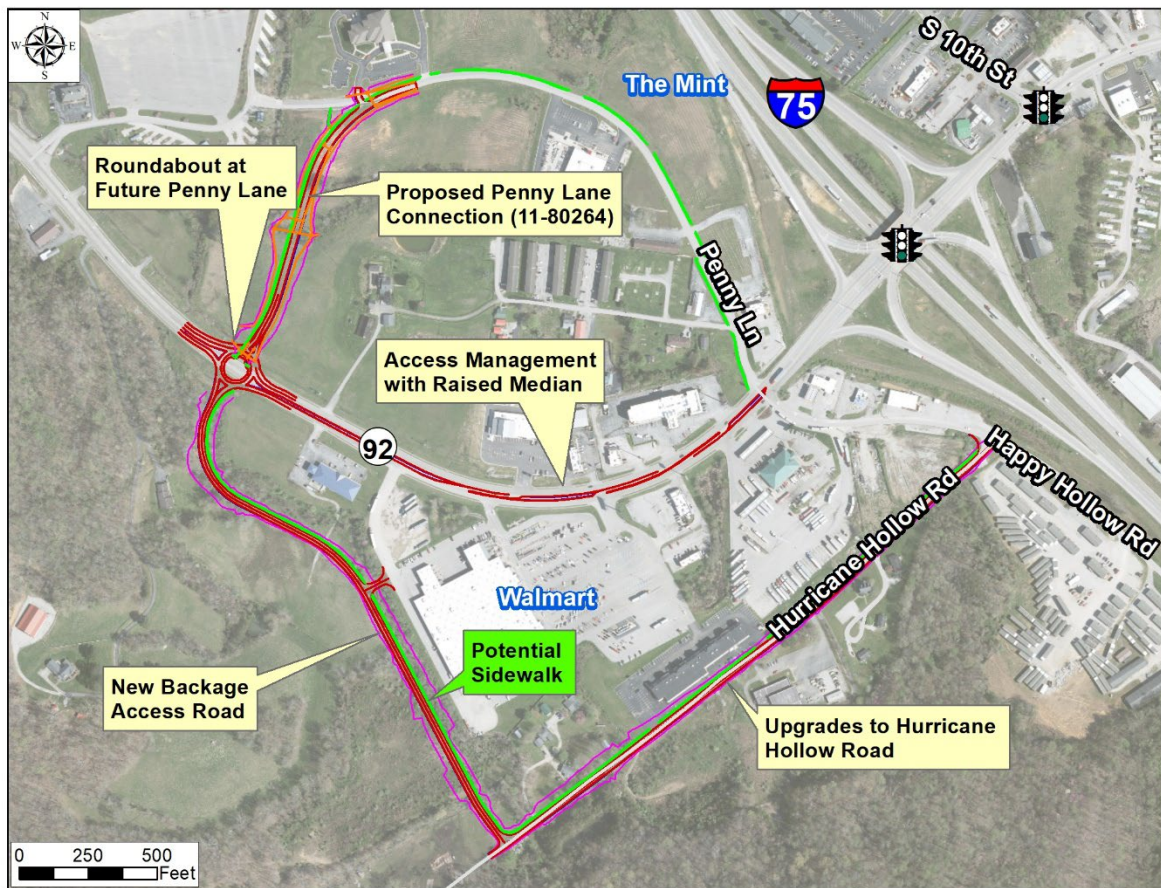 N
W E
S
S 10th St
The Mint
75
Roundabout at
Future Penny Lane
Proposed Penny Lane
Connection (11-80264)
Penny Ln
Access Management
with Raised Median
92
Happy Hollow Rd
Hurricane Hollow Rd
Walmart
Potential
Sidewalk
New Backage
Access Road
Upgrades to Hurricane
Hollow Road
0 250 500
Feet